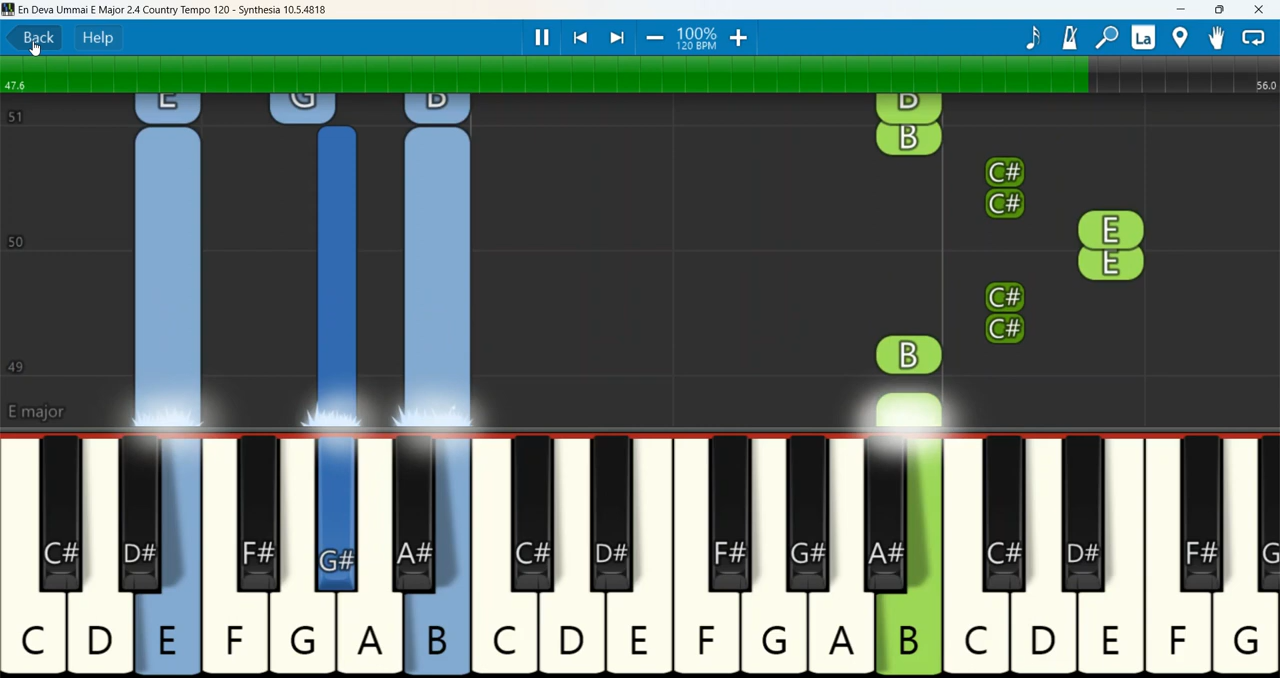 En Deva Ummai E Major 2.4 Country Tempo 120 - Synthesia 10.5.4818
Back Help 100% La
120 BPM
47.6 56.0
E G B B
51
B
C#
C#
50 E
E
C#
C#
49 B
E major
C# D# F# G# A# C# D# F# G# A# C# D# F# G
C D E F G A B C D E F G A B C D E F G